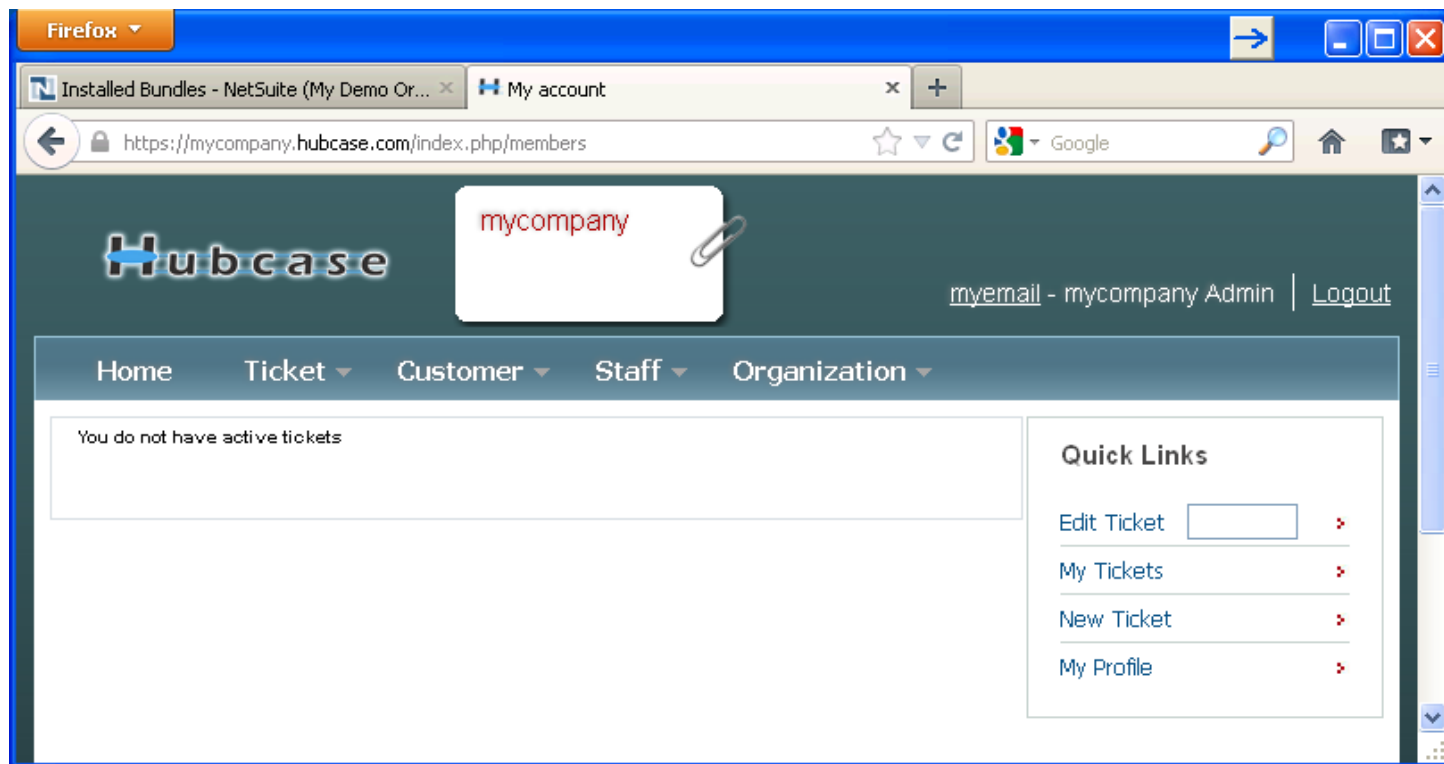 Firefox
Installed Bundles - NetSuite (My Demo Or...
My account
https://mycompany.hubcase.com/index.php/members
Google
Hubcase
mycompany
myemail - mycompany Admin | Logout
Home Ticket Customer Staff Organization
You do not have active tickets
Quick Links
Edit Ticket
My Tickets
New Ticket
My Profile